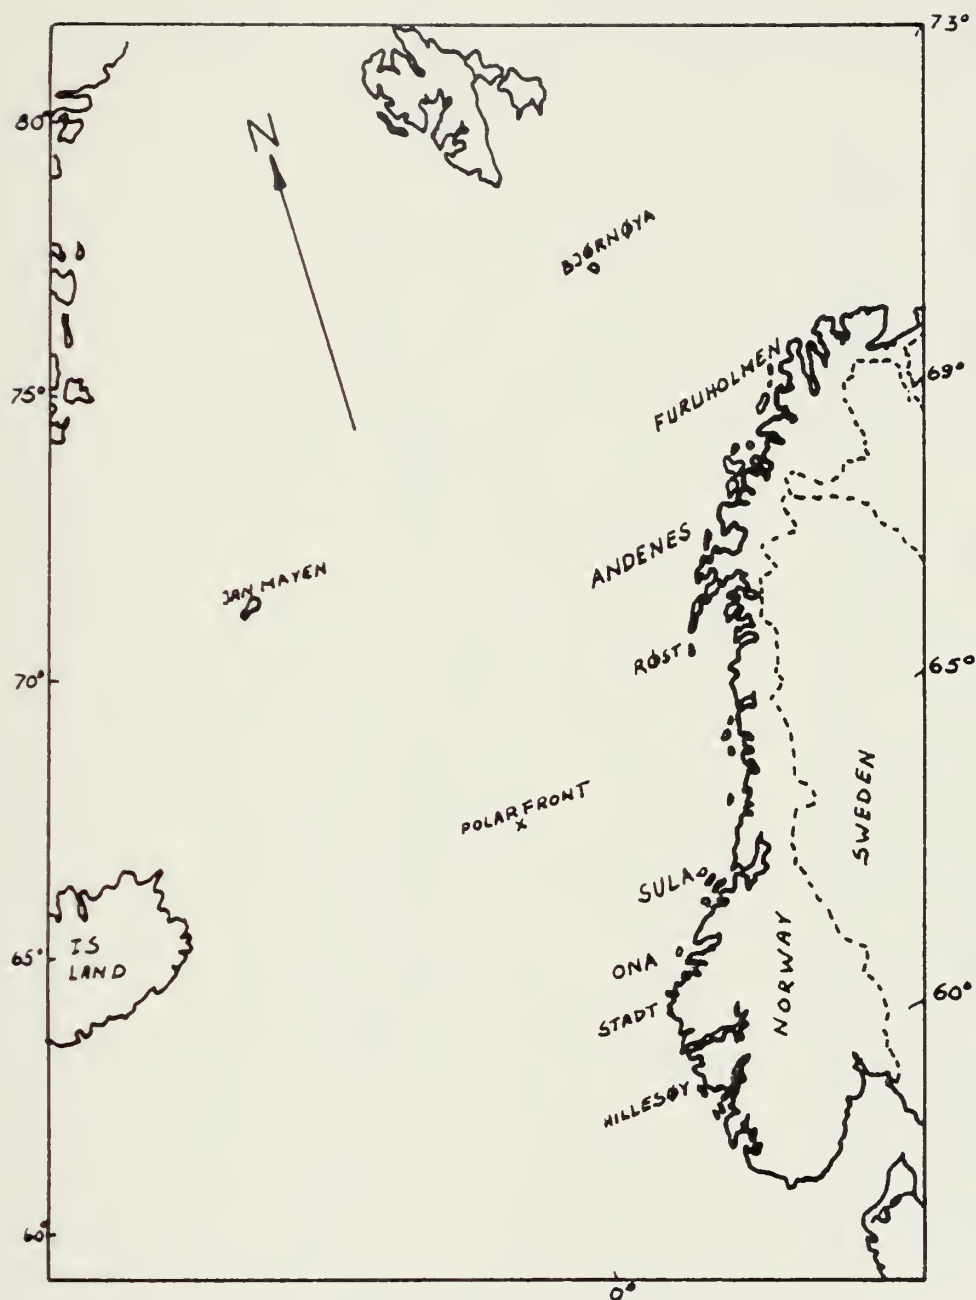 73°
80°
N
BJØRNØYA
FURUHOLMEN
69°
75°
ANDENES
JAN MAYEN
RØST
65°
70°
SWEDEN
POLARFRONT
x
SULA
NORWAY
IS
LAND
65°
ONA
60°
STADT
HILLESØY
60°
0°